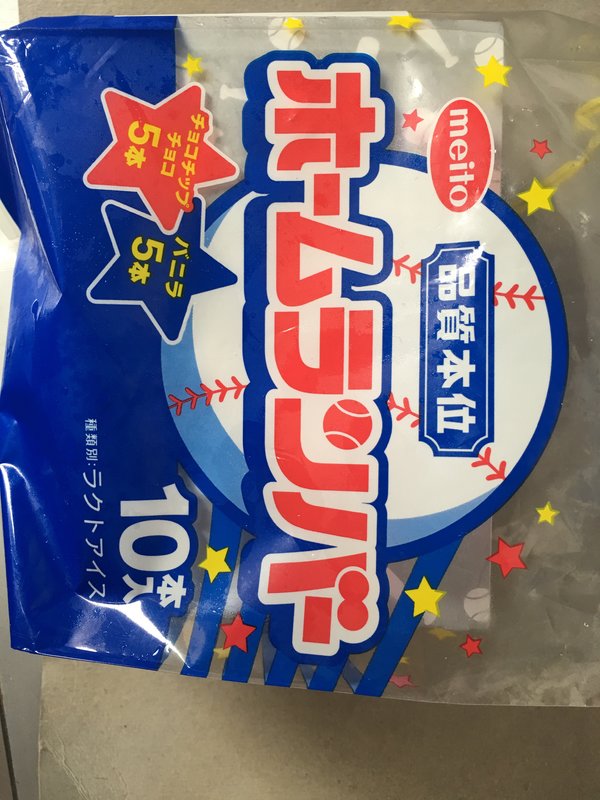 meito
品質本位
ホームランバー
チョコチップ
チョコ
5本
バニラ
5本
10本入
種類別:ラクトアイス